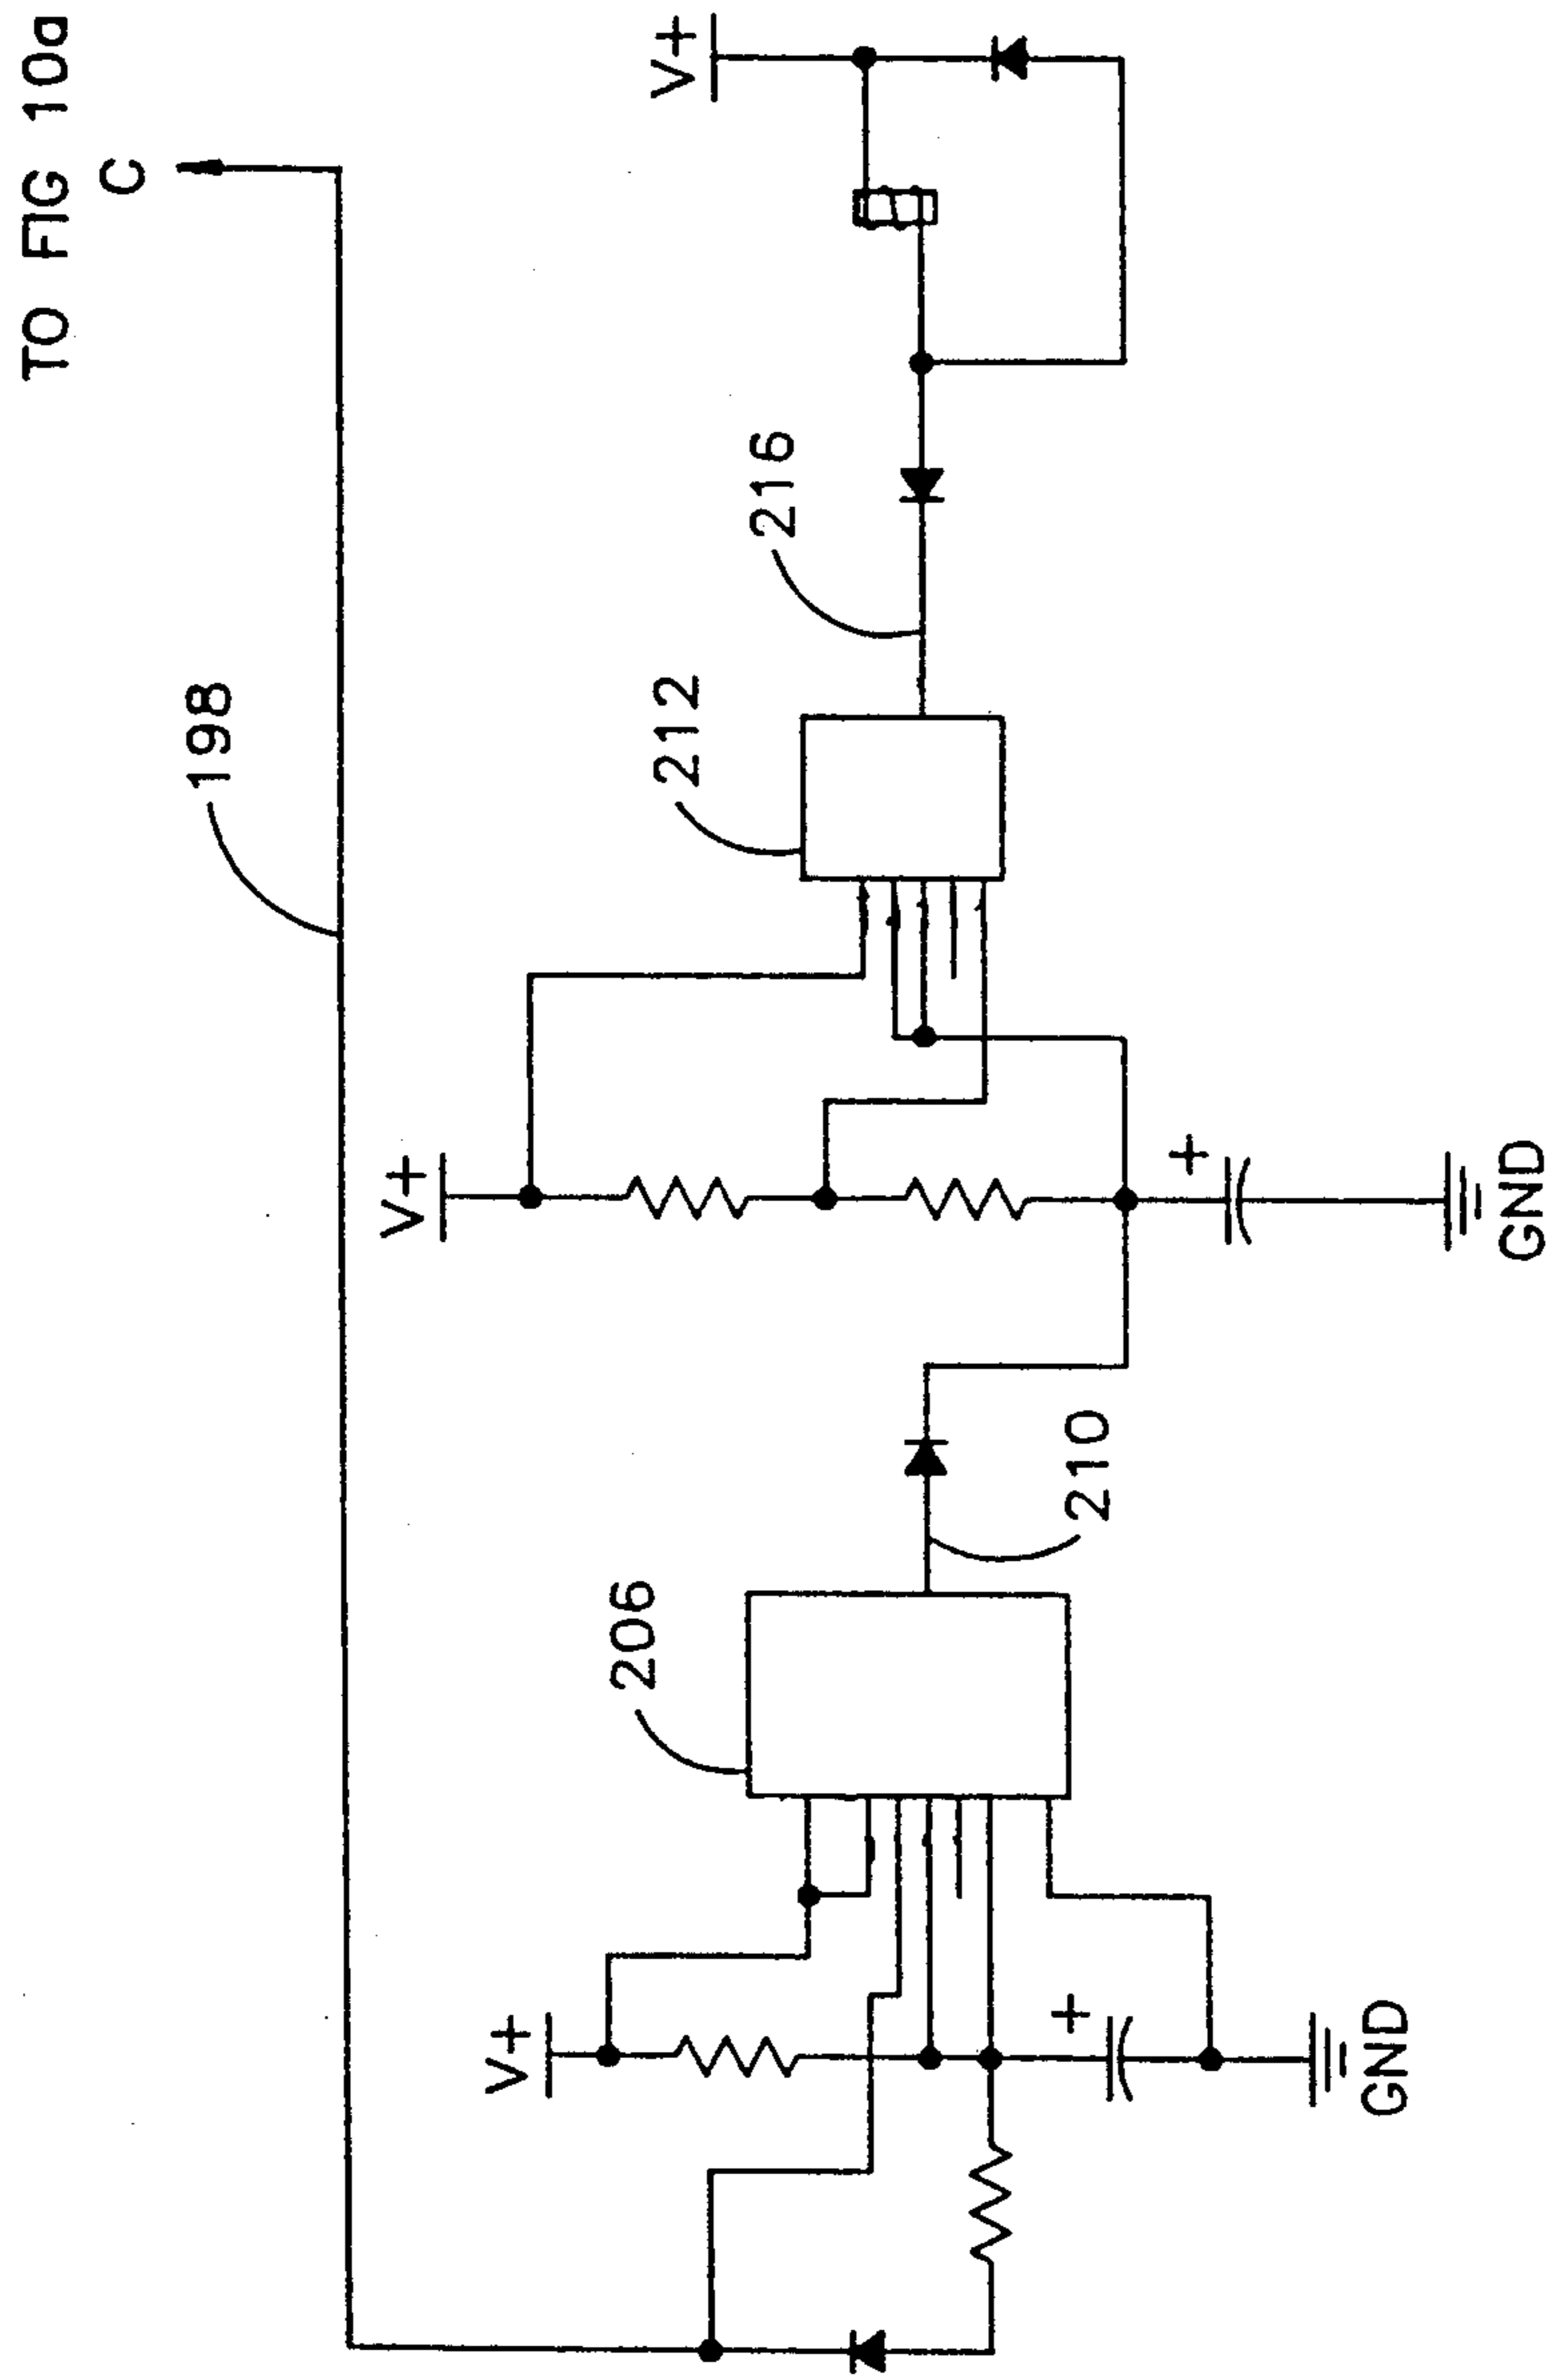 TO FIG 10a
C
198
V+
216
212
V+
+
GND
210
206
V+
+
GND